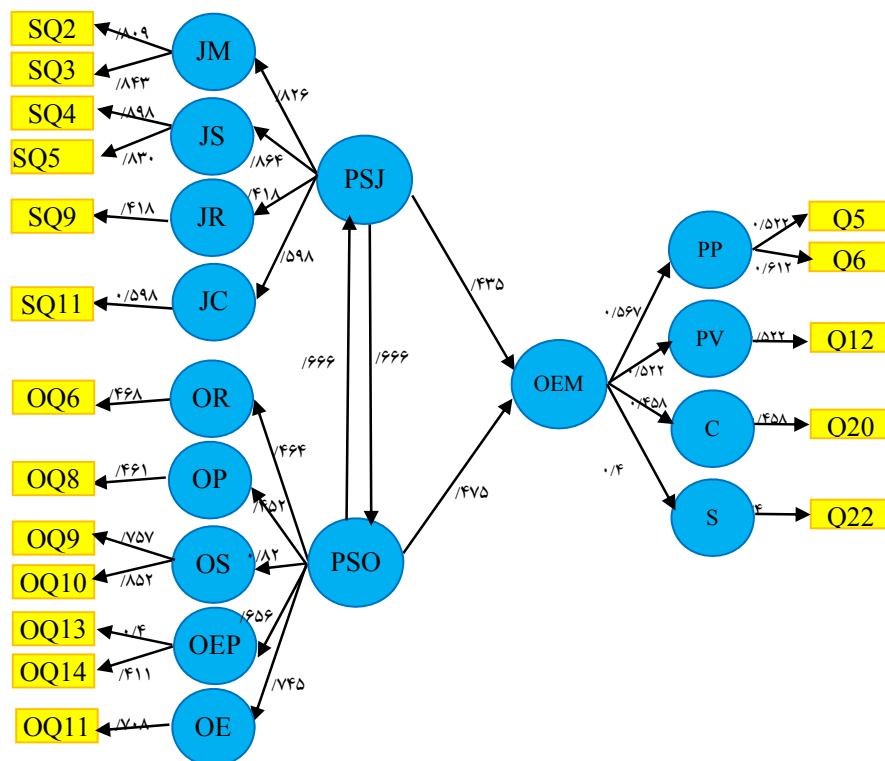 SQ2
/۸۰۹
JM
SQ3
/۸۴۳
/۸۲۶
SQ4
/۸۹۸
JS
SQ5
/۸۳۰
/۸۶۴
PSJ
SQ9
/۴۱۸
JR
/۴۱۸
SQ11
۰/۵۹۸
JC
/۵۹۸
/۶۶۶
/۶۶۶
/۴۳۵
OQ6
/۴۶۸
OR
/۴۶۴
OQ8
/۴۶۱
OP
/۴۵۲
OQ9
/۷۵۷
OS
۰/۸۲
OQ10
/۸۵۲
PSO
/۴۷۵
OQ13
۰/۴
OEP
/۶۵۶
OQ14
/۴۱۱
OQ11
/۷۰۸
OE
/۷۴۵
OEM
۰/۵۶۷
PP
۰/۵۲۲
Q5
۰/۶۱۲
Q6
۰/۵۲۲
PV
/۵۲۲
Q12
۰/۴۵۸
C
/۴۵۸
Q20
۰/۴
S
۴
Q22